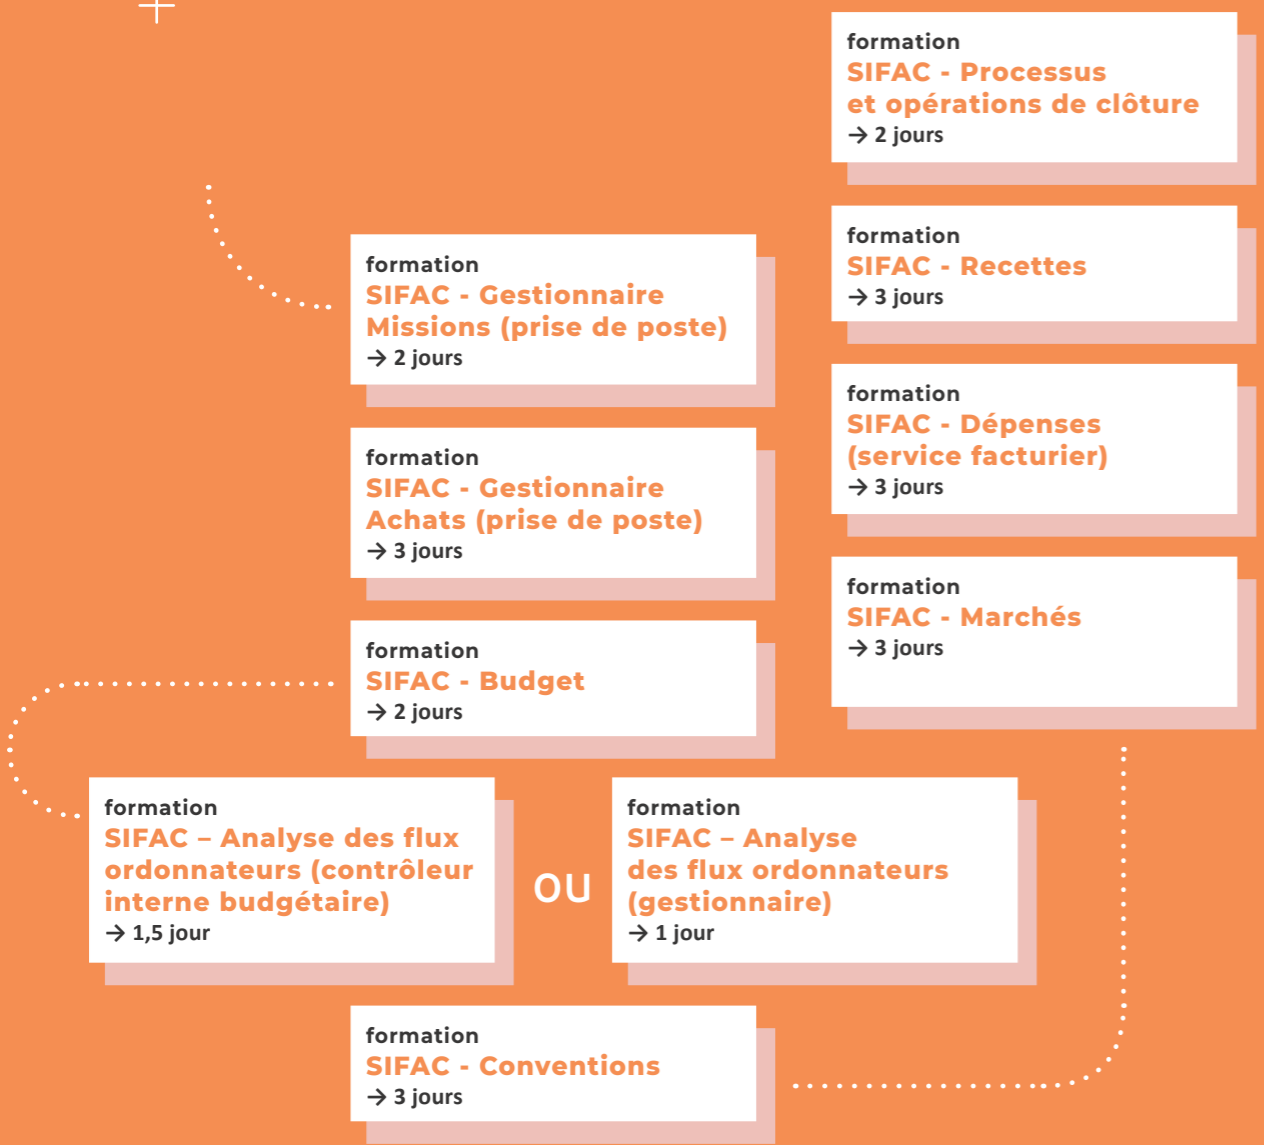 formation
SIFAC - Gestionnaire
Missions (prise de poste)
→ 2 jours
formation
SIFAC - Gestionnaire
Achats (prise de poste)
→ 3 jours
formation
SIFAC - Budget
→ 2 jours
formation
SIFAC – Analyse des flux
ordonnateurs (contrôleur
interne budgétaire)
→ 1,5 jour
ou
formation
SIFAC – Analyse
des flux ordonnateurs
(gestionnaire)
→ 1 jour
formation
SIFAC - Conventions
→ 3 jours
formation
SIFAC - Marchés
→ 3 jours
formation
SIFAC - Dépenses
(service facturier)
→ 3 jours
formation
SIFAC - Recettes
→ 3 jours
formation
SIFAC - Processus
et opérations de clôture
→ 2 jours